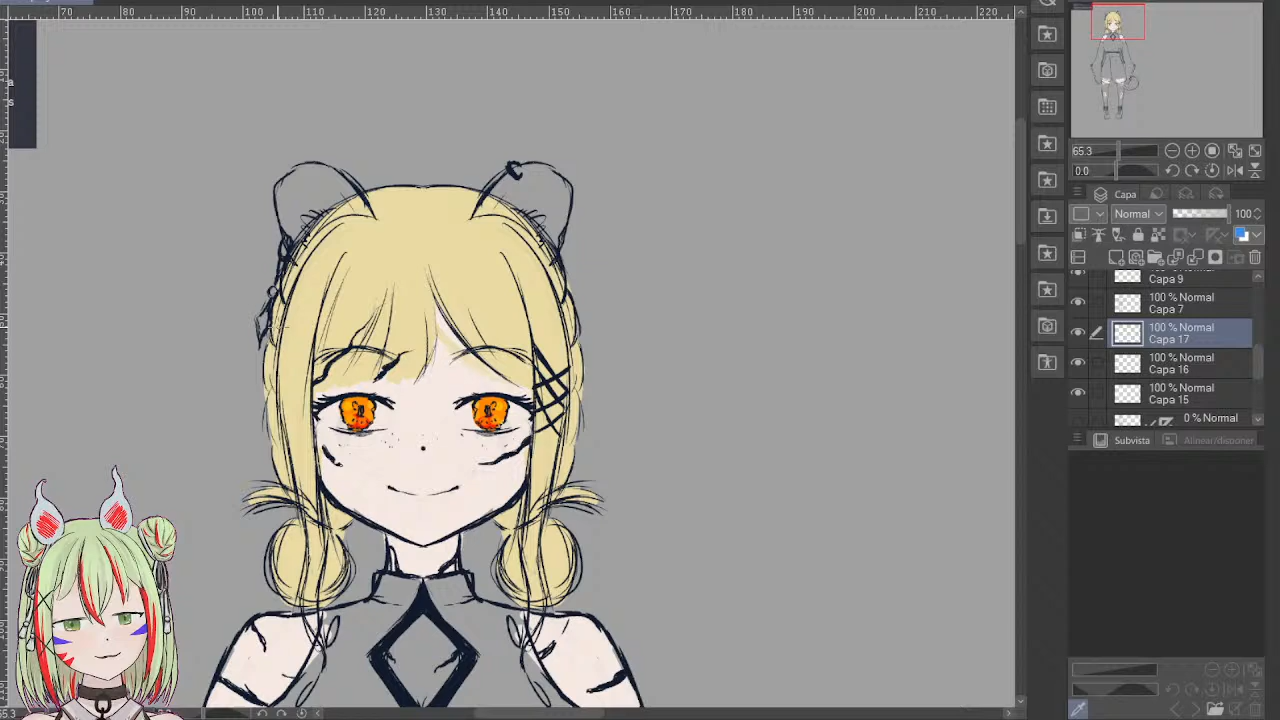 70 80 90 100 110 120 130 140 150 160 170 180 190 200 210 220
a
s
65.3
0.0
Capa
Normal 100
Capa 9
100 % Normal
Capa 7
100 % Normal
Capa 17
100 % Normal
Capa 16
100 % Normal
Capa 15
0 % Normal
Subvista Alinear/disponer